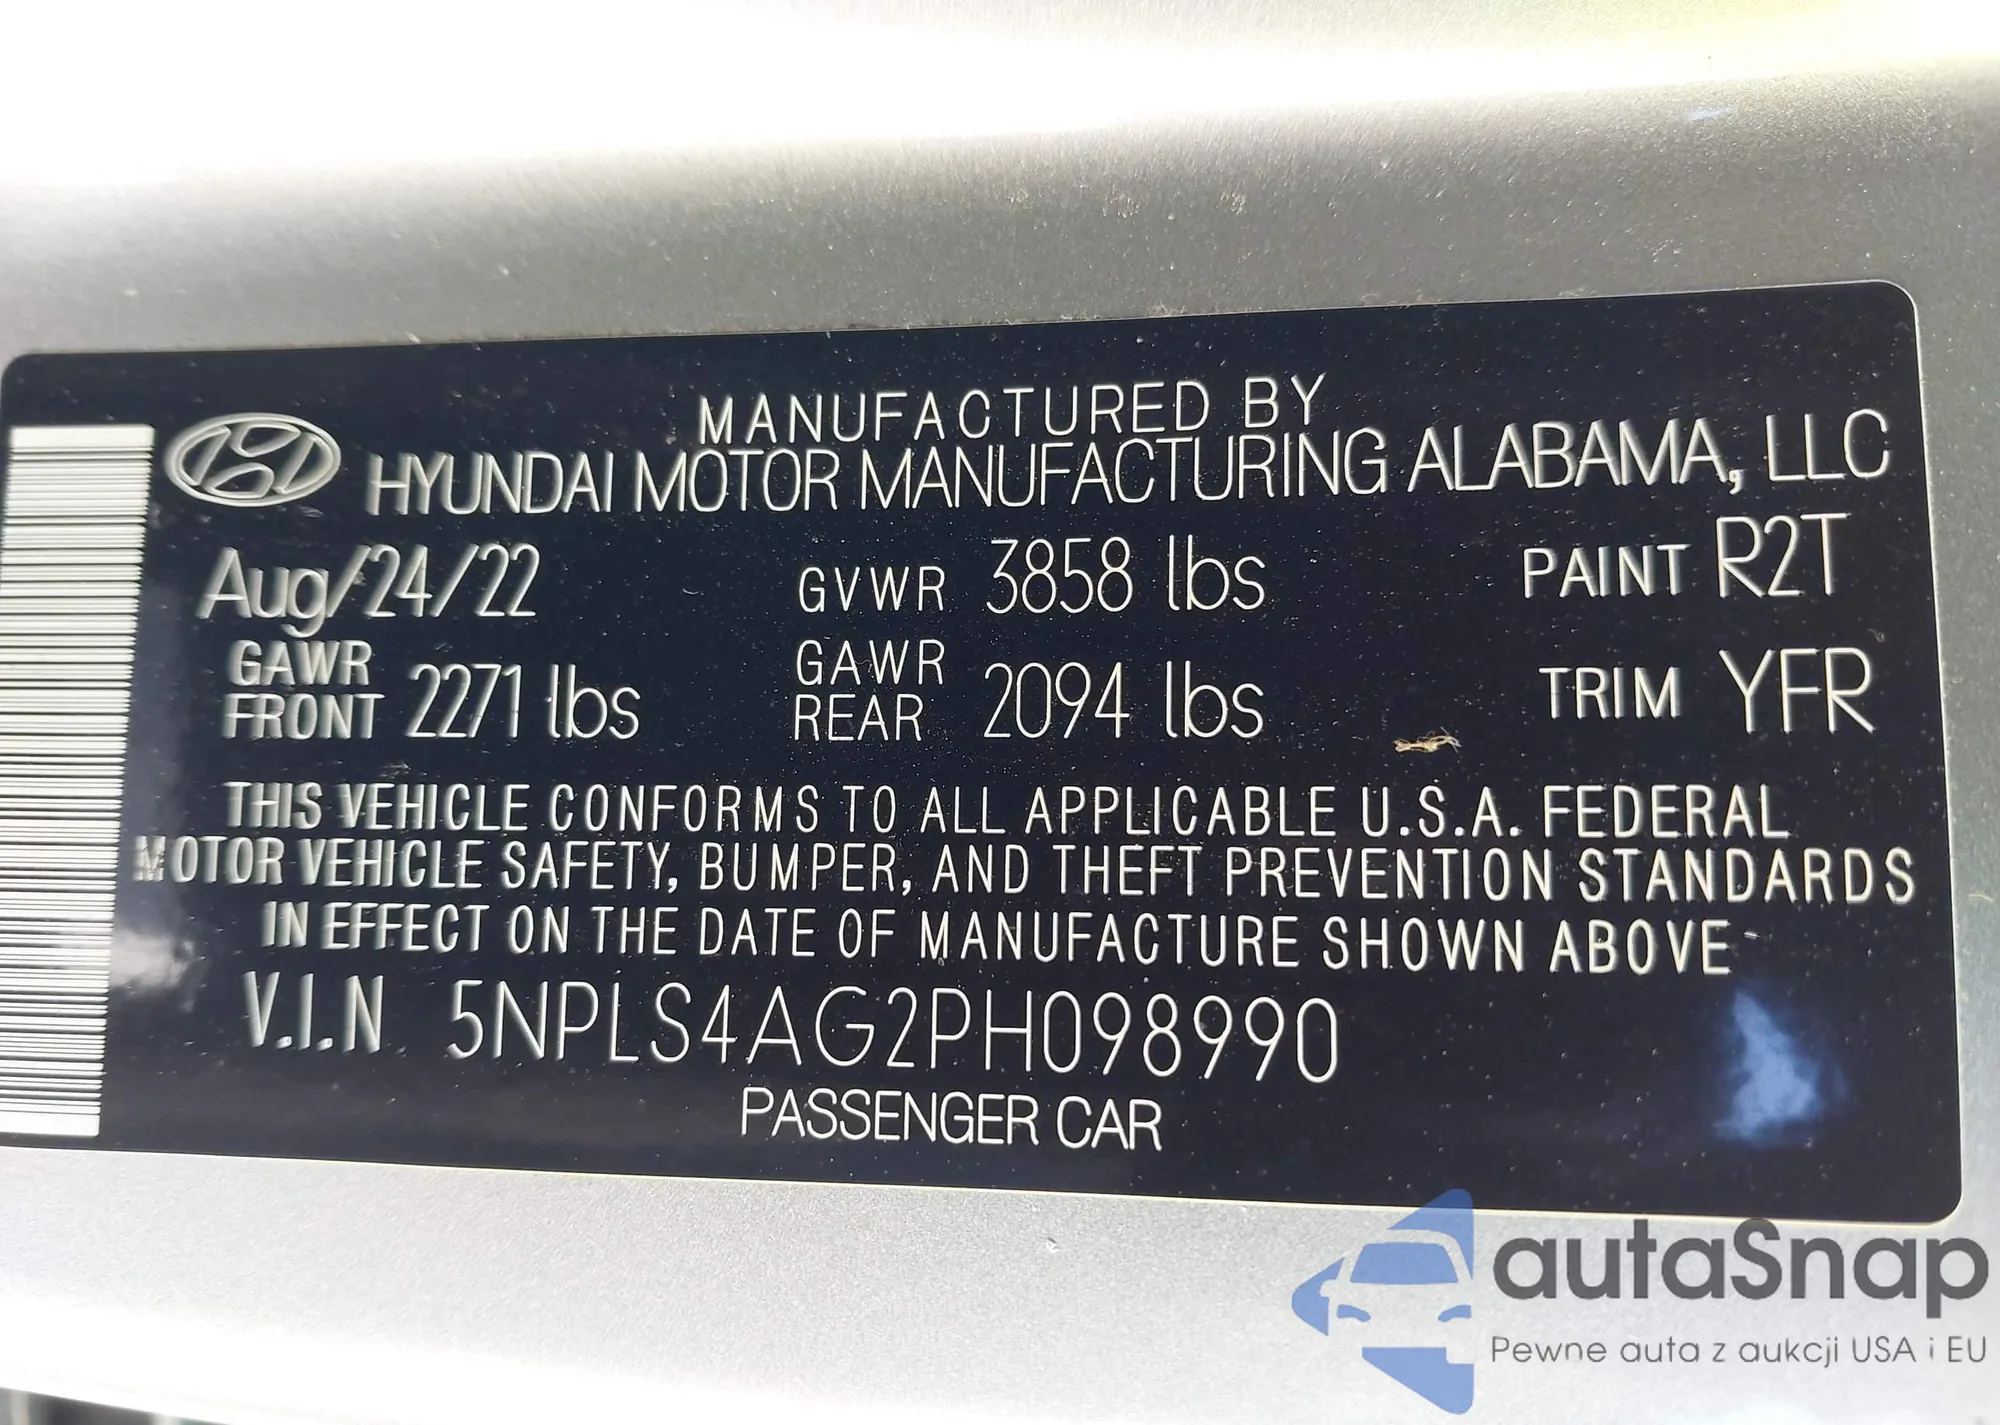 MANUFACTURED BY
HYUNDAI MOTOR MANUFACTURING ALABAMA, LLC
Aug/24/22 GVWR 3858 lbs PAINT R2T
GAWR FRONT 2271 lbs GAWR REAR 2094 lbs TRIM YFR
THIS VEHICLE CONFORMS TO ALL APPLICABLE U.S.A. FEDERAL
MOTOR VEHICLE SAFETY, BUMPER, AND THEFT PREVENTION STANDARDS
IN EFFECT ON THE DATE OF MANUFACTURE SHOWN ABOVE
V.I.N 5NPLS4AG2PH098990
PASSENGER CAR
autaSnap
Pewne auta z aukcji USA i EU